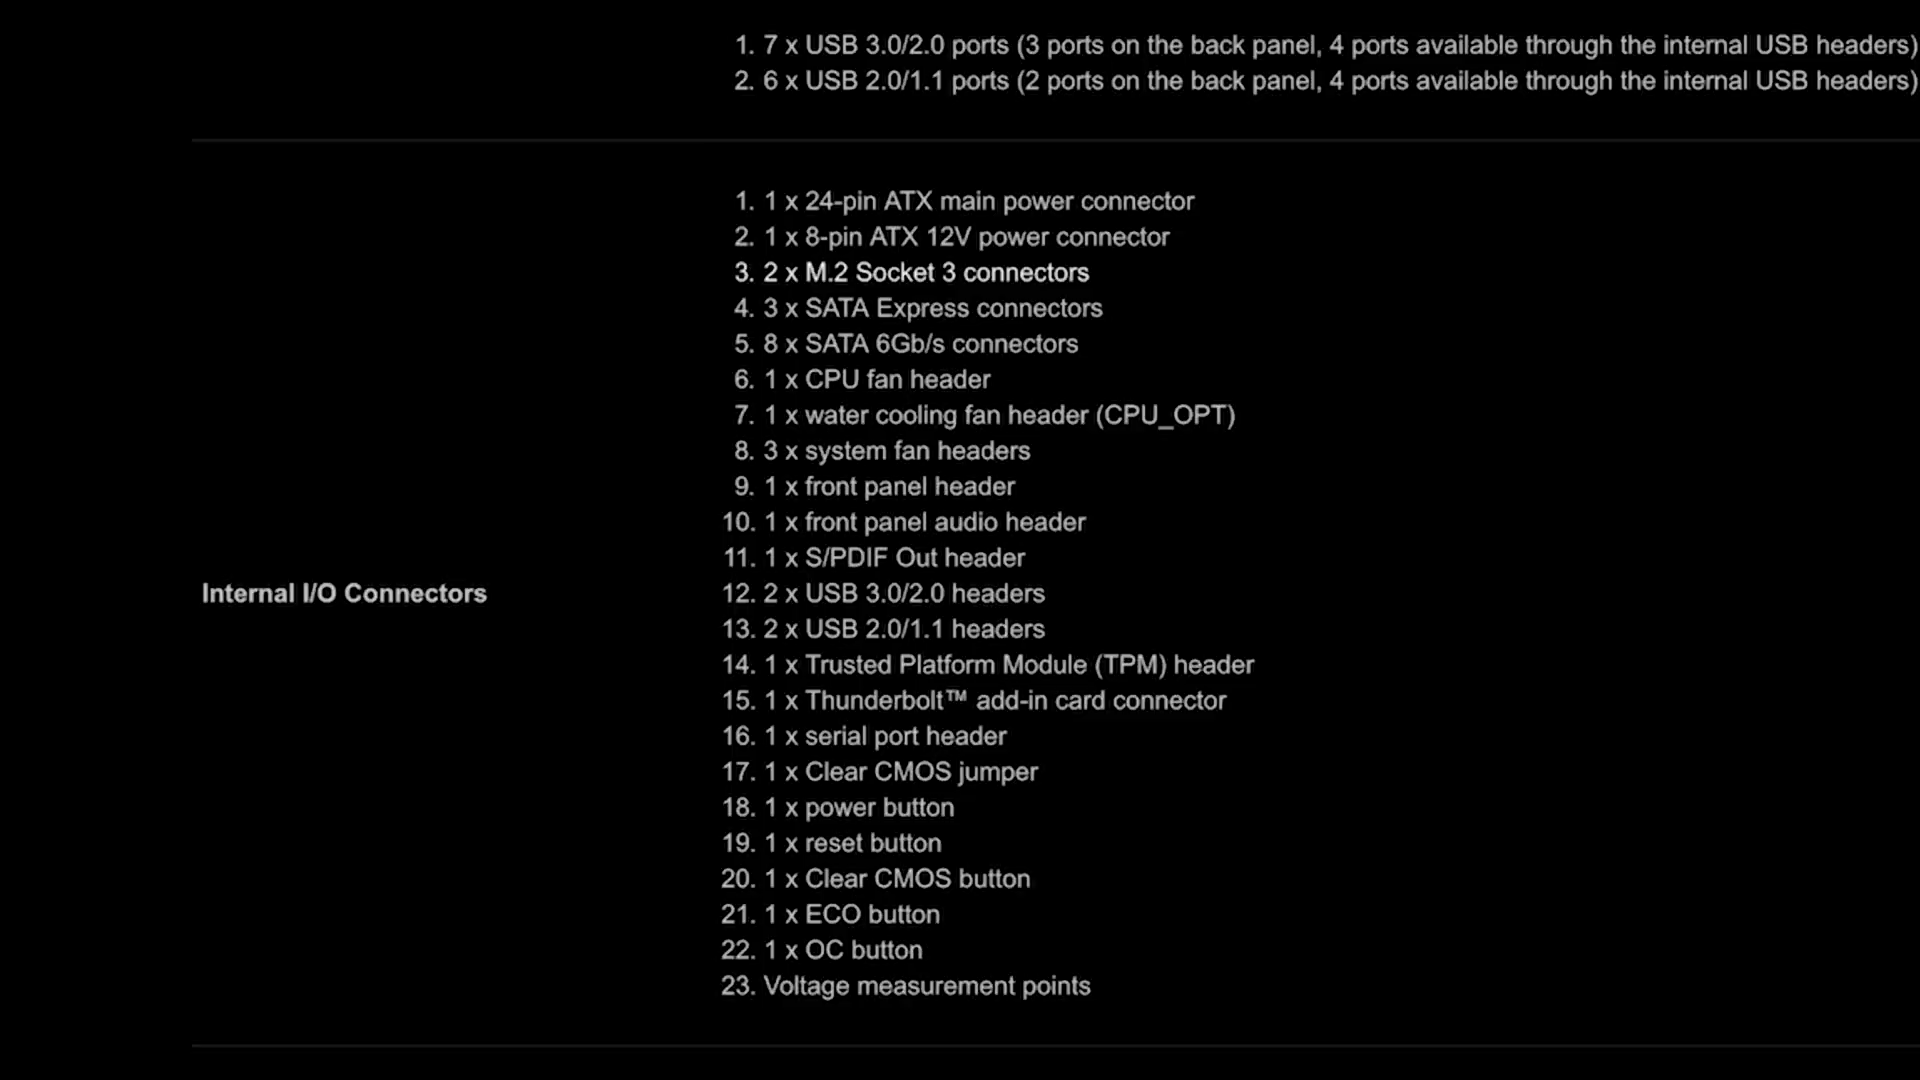 1. 7 x USB 3.0/2.0 ports (3 ports on the back panel, 4 ports available through the internal USB headers)
2. 6 x USB 2.0/1.1 ports (2 ports on the back panel, 4 ports available through the internal USB headers)
Internal I/O Connectors
1. 1 x 24-pin ATX main power connector
2. 1 x 8-pin ATX 12V power connector
3. 2 x M.2 Socket 3 connectors
4. 3 x SATA Express connectors
5. 8 x SATA 6Gb/s connectors
6. 1 x CPU fan header
7. 1 x water cooling fan header (CPU_OPT)
8. 3 x system fan headers
9. 1 x front panel header
10. 1 x front panel audio header
11. 1 x S/PDIF Out header
12. 2 x USB 3.0/2.0 headers
13. 2 x USB 2.0/1.1 headers
14. 1 x Trusted Platform Module (TPM) header
15. 1 x Thunderbolt™ add-in card connector
16. 1 x serial port header
17. 1 x Clear CMOS jumper
18. 1 x power button
19. 1 x reset button
20. 1 x Clear CMOS button
21. 1 x ECO button
22. 1 x OC button
23. Voltage measurement points